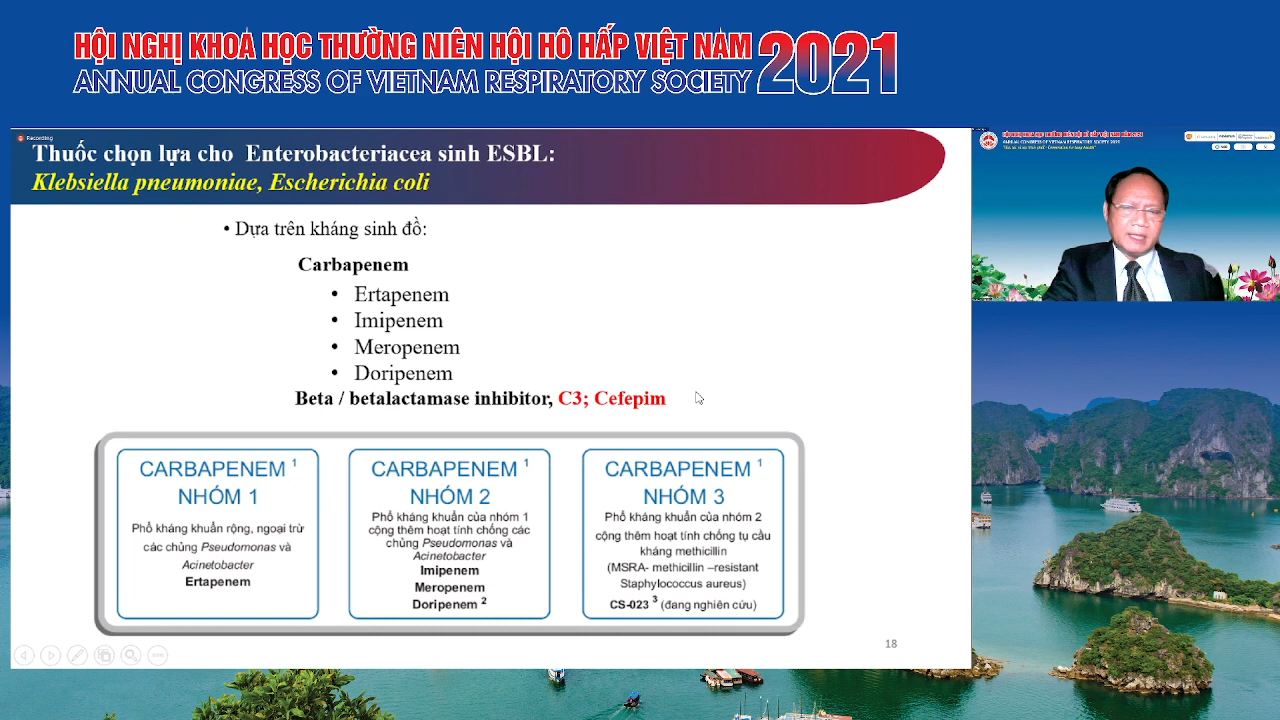 HỘI NGHỊ KHOA HỌC THƯỜNG NIÊN HỘI HÔ HẤP VIỆT NAM
ANNUAL CONGRESS OF VIETNAM RESPIRATORY SOCIETY
2021
Recording
Thuốc chọn lựa cho Enterobacteriacea sinh ESBL:
Klebsiella pneumoniae, Escherichia coli
• Dựa trên kháng sinh đồ:
Carbapenem
• Ertapenem
• Imipenem
• Meropenem
• Doripenem
Beta / betalactamase inhibitor, C3; Cefepim
CARBAPENEM 1
NHÓM 1
Phổ kháng khuẩn rộng, ngoại trừ
các chủng Pseudomonas và
Acinetobacter
Ertapenem
CARBAPENEM 1
NHÓM 2
Phổ kháng khuẩn của nhóm 1
cộng thêm hoạt tính chống các
chủng Pseudomonas và
Acinetobacter
Imipenem
Meropenem
Doripenem 2
CARBAPENEM 1
NHÓM 3
Phổ kháng khuẩn của nhóm 2
cộng thêm hoạt tính chống tụ cầu
kháng methicillin
(MSRA- methicillin –resistant
Staphylococcus aureus)
CS-023 3 (đang nghiên cứu)
18